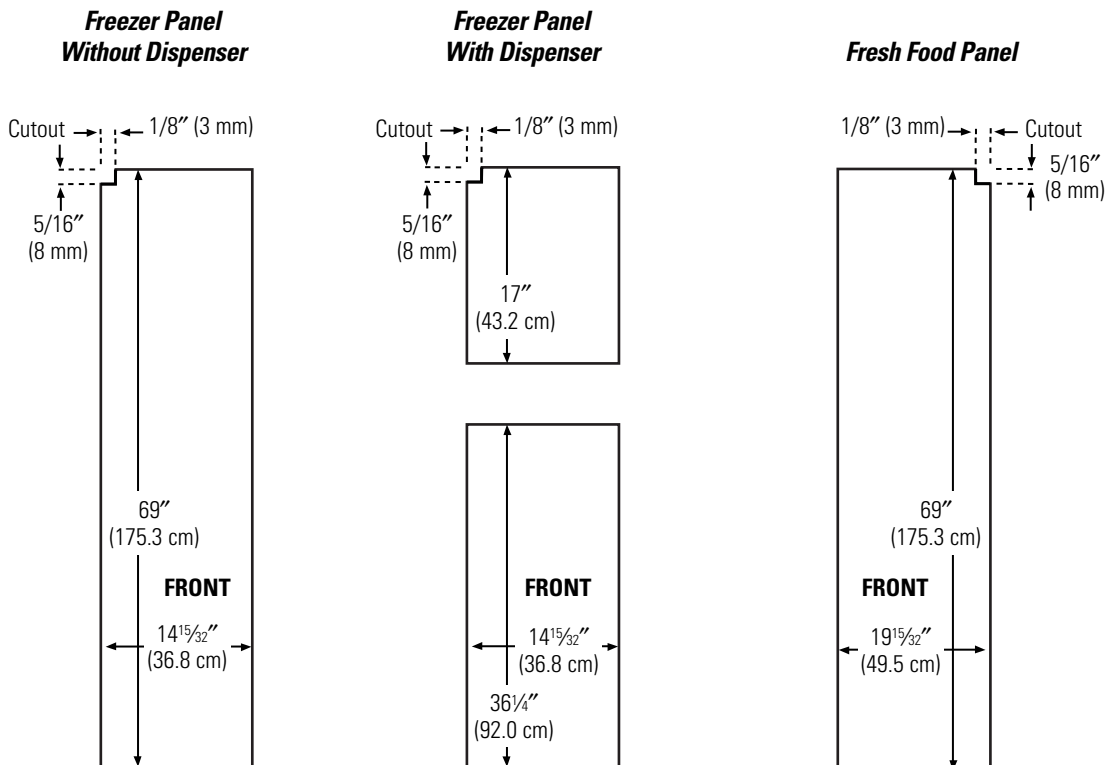 Freezer Panel
Without Dispenser
Cutout
1/8″ (3 mm)
5/16″
(8 mm)
69″
(175.3 cm)
FRONT
14 15/32″
(36.8 cm)
Freezer Panel
With Dispenser
Cutout
1/8″ (3 mm)
5/16″
(8 mm)
17″
(43.2 cm)
FRONT
14 15/32″
(36.8 cm)
36 1/4″
(92.0 cm)
Fresh Food Panel
1/8″ (3 mm)
Cutout
5/16″
(8 mm)
69″
(175.3 cm)
FRONT
19 15/32″
(49.5 cm)